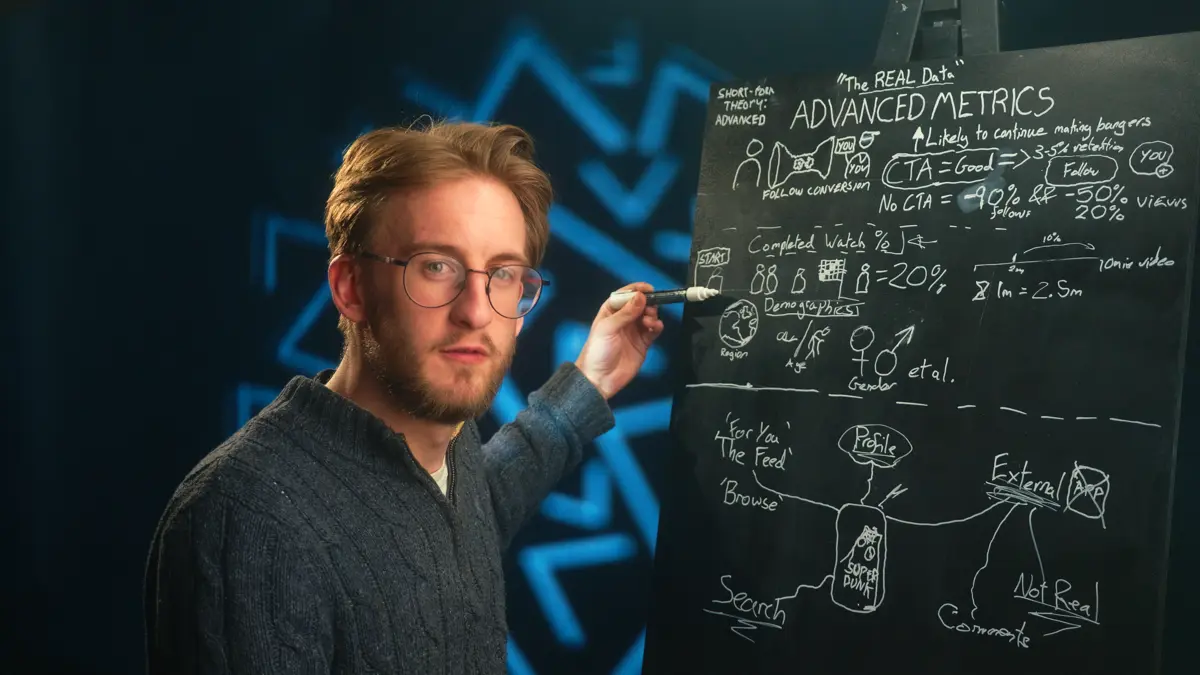 "The REAL Data"
SHORT-FORM
THEORY:
ADVANCED
ADVANCED METRICS
Likely to continue making bangers
YOU
YOU
FOLLOW CONVERSION
CTA = Good => 3-5% retention
Follow
YOU
No CTA = -90% && -50% views
follows
20%
Completed Watch %
START
= 20%
10%
2m
10min video
1m = 2.5m
Demographics
Region
Age
Gender
et al.
'For You'
'The Feed'
'Browse'
Profile
External
APP
SUPER
DUNK
Search
Comments
Not Real